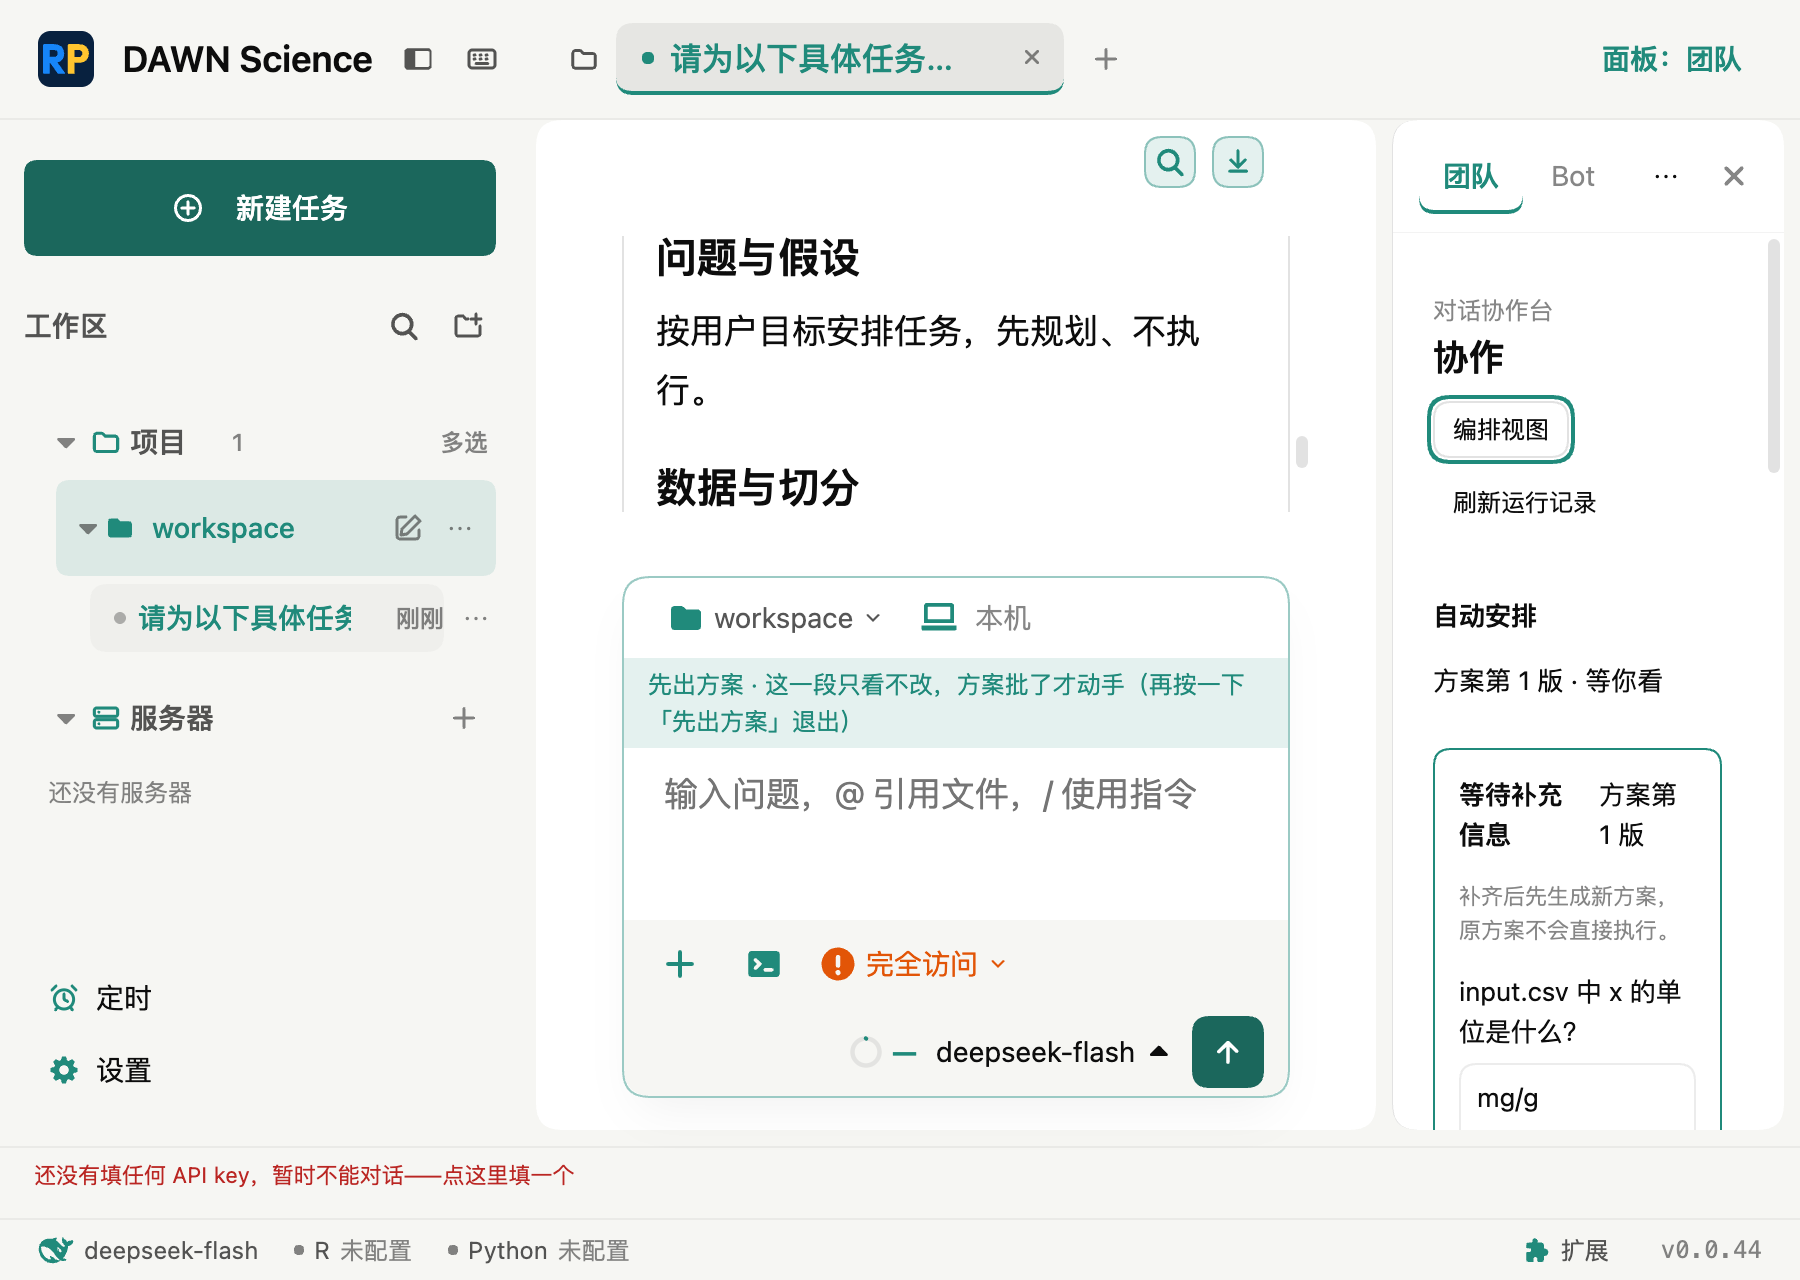 RP DAWN Science
请为以下具体任务...
面板：团队
新建任务
工作区
项目 1 多选
workspace
请为以下具体任务 刚刚
服务器
还没有服务器
定时
设置
问题与假设
按用户目标安排任务，先规划、不执
行。
数据与切分
workspace 本机
先出方案 · 这一段只看不改，方案批了才动手（再按一下
「先出方案」退出）
输入问题，@ 引用文件，/ 使用指令
完全访问
deepseek-flash
团队 Bot
对话协作台
协作
编排视图
刷新运行记录
自动安排
方案第 1 版 · 等你看
等待补充
信息
方案第
1 版
补齐后先生成新方案，
原方案不会直接执行。
input.csv 中 x 的单
位是什么?
mg/g
还没有填任何 API key，暂时不能对话——点这里填一个
deepseek-flash R 未配置 Python 未配置
扩展 v0.0.44